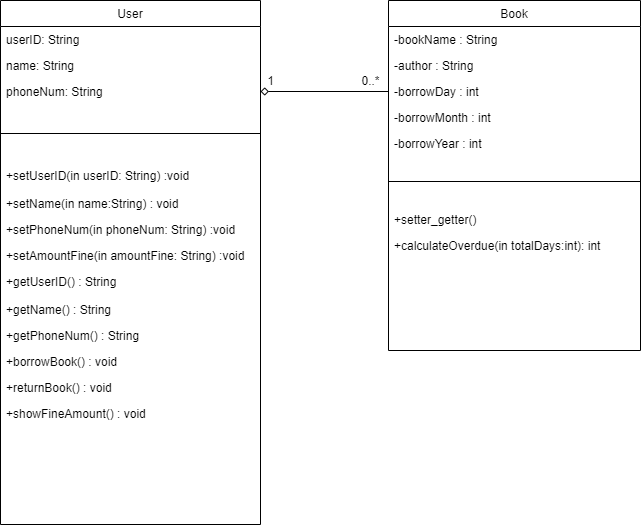 User
userID: String
name: String
phoneNum: String
+setUserID(in userID: String) :void
+setName(in name:String) : void
+setPhoneNum(in phoneNum: String) :void
+setAmountFine(in amountFine: String) :void
+getUserID() : String
+getName() : String
+getPhoneNum() : String
+borrowBook() : void
+returnBook() : void
+showFineAmount() : void
1
0..*
Book
-bookName : String
-author : String
-borrowDay : int
-borrowMonth : int
-borrowYear : int
+setter_getter()
+calculateOverdue(in totalDays:int): int